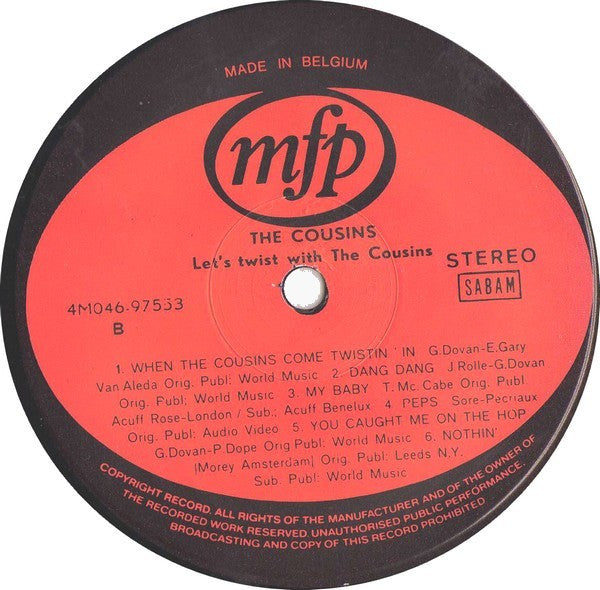 MADE IN BELGIUM
mfp
THE COUSINS
Let's twist with The Cousins
STEREO
SABAM
4M046-97533
B
1. WHEN THE COUSINS COME TWISTIN' IN G.Dovan-E.Gary
Van Aleda Orig. Publ: World Music 2. DANG DANG J.Rolle-G.Dovan
Orig. Publ: World Music 3. MY BABY T. Mc. Cabe Orig. Publ.
Acuff Rose-London / Sub.; Acuff Benelux 4. PEPS Sore-Pecriaux
Orig. Publ: Audio Video 5. YOU CAUGHT ME ON THE HOP
G.Dovan-P.Dope Orig Publ: World Music 6. NOTHIN'
(Morey Amsterdam) Orig. Publ: Leeds N.Y.
Sub. Publ: World Music
COPYRIGHT RECORD. ALL RIGHTS OF THE MANUFACTURER AND OF THE OWNER OF
THE RECORDED WORK RESERVED. UNAUTHORISED PUBLIC PERFORMANCE.
BROADCASTING AND COPY OF THIS RECORD PROHIBITED